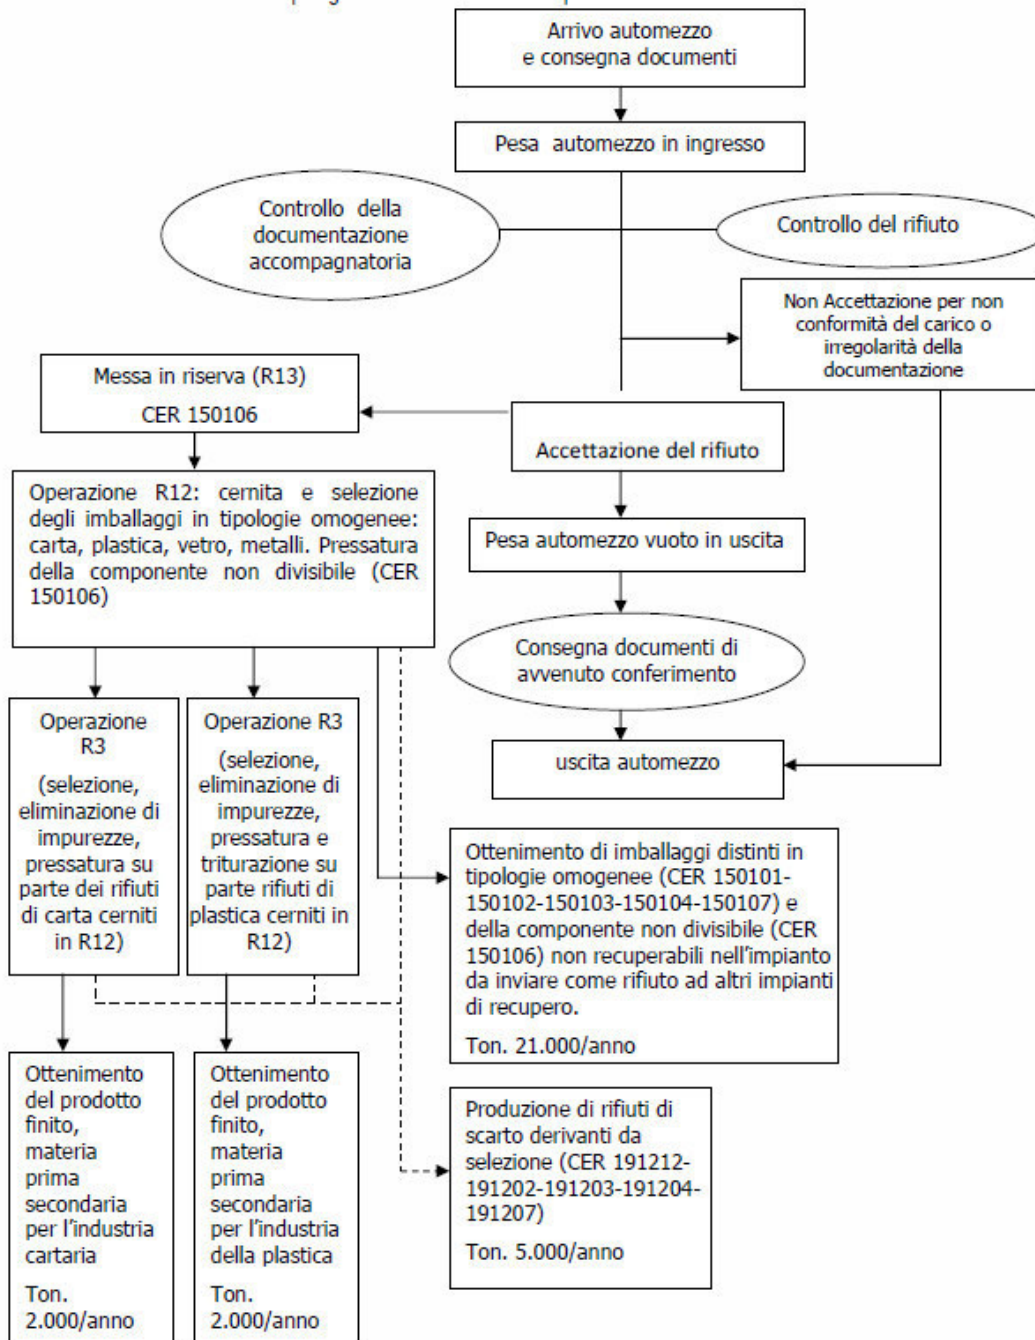 Arrivo automezzo
e consegna documenti
Pesa automezzo in ingresso
Controllo della
documentazione
accompagnatoria
Controllo del rifiuto
Non Accettazione per non
conformità del carico o
irregolarità della
documentazione
Messa in riserva (R13)
CER 150106
Accettazione del rifiuto
Operazione R12: cernita e selezione
degli imballaggi in tipologie omogenee:
carta, plastica, vetro, metalli. Pressatura
della componente non divisibile (CER
150106)
Pesa automezzo vuoto in uscita
Consegna documenti di
avvenuto conferimento
uscita automezzo
Operazione
R3
(selezione,
eliminazione di
impurezze,
pressatura su
parte dei rifiuti
di carta cerniti
in R12)
Operazione R3
(selezione,
eliminazione di
impurezze,
pressatura e
triturazione su
parte rifiuti di
plastica cerniti in
R12)
Ottenimento di imballaggi distinti in
tipologie omogenee (CER 150101-
150102-150103-150104-150107) e
della componente non divisibile (CER
150106) non recuperabili nell'impianto
da inviare come rifiuto ad altri impianti
di recupero.
Ton. 21.000/anno
Ottenimento
del prodotto
finito,
materia
prima
secondaria
per l'industria
cartaria
Ton.
2.000/anno
Ottenimento
del prodotto
finito,
materia
prima
secondaria
per l'industria
della plastica
Ton.
2.000/anno
Produzione di rifiuti di
scarto derivanti da
selezione (CER 191212-
191202-191203-191204-
191207)
Ton. 5.000/anno